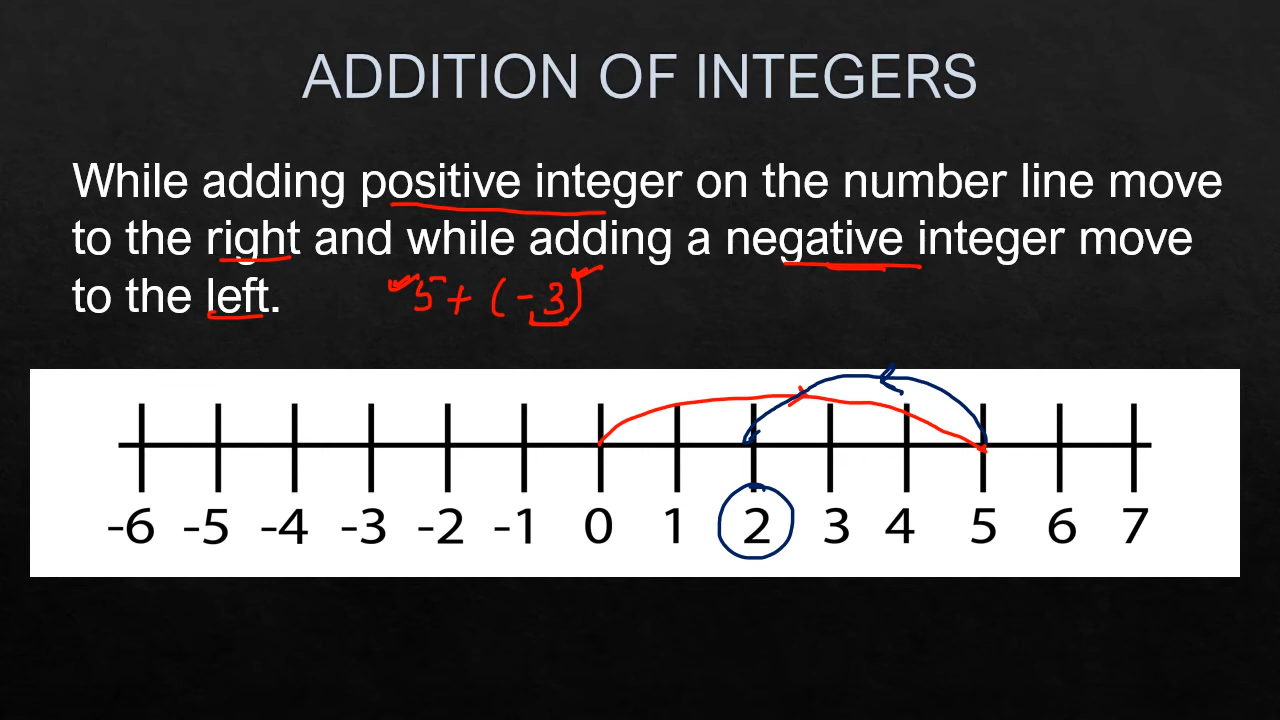 ADDITION OF INTEGERS
While adding positive integer on the number line move
to the right and while adding a negative integer move
to the left.
5 + (-3)
-6 -5 -4 -3 -2 -1 0 1 2 3 4 5 6 7